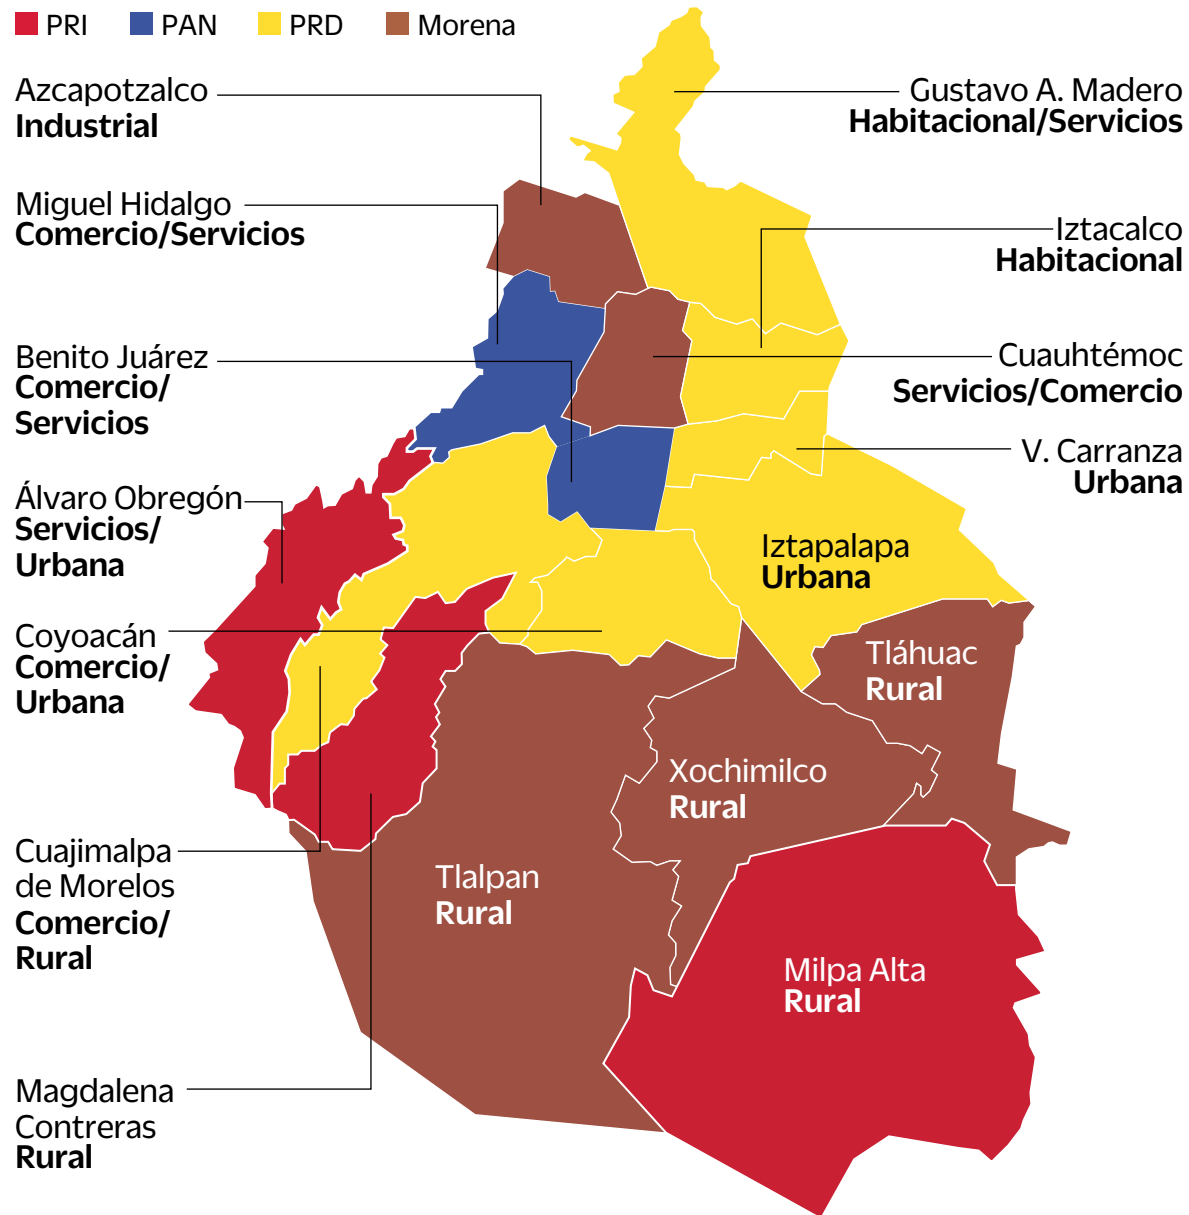 PRI PAN PRD Morena
Azcapotzalco
Industrial
Gustavo A. Madero
Habitacional/Servicios
Miguel Hidalgo
Comercio/Servicios
Iztacalco
Habitacional
Benito Juárez
Comercio/
Servicios
Cuauhtémoc
Servicios/Comercio
V. Carranza
Urbana
Álvaro Obregón
Servicios/
Urbana
Iztapalapa
Urbana
Coyoacán
Comercio/
Urbana
Tláhuac
Rural
Xochimilco
Rural
Cuajimalpa
de Morelos
Comercio/
Rural
Tlalpan
Rural
Milpa Alta
Rural
Magdalena
Contreras
Rural